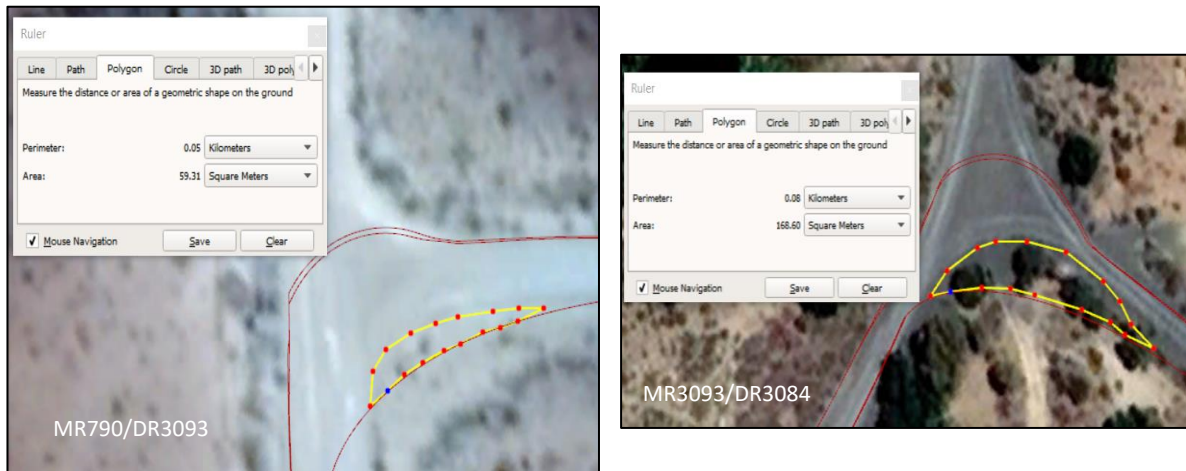 Ruler
Line Path Polygon Circle 3D path 3D poly
Measure the distance or area of a geometric shape on the ground
Perimeter: 0.05 Kilometers
Area: 59.31 Square Meters
Mouse Navigation Save Clear
MR790/DR3093
Ruler
Line Path Polygon Circle 3D path 3D poly
Measure the distance or area of a geometric shape on the ground
Perimeter: 0.08 Kilometers
Area: 168.60 Square Meters
Mouse Navigation Save Clear
MR3093/DR3084